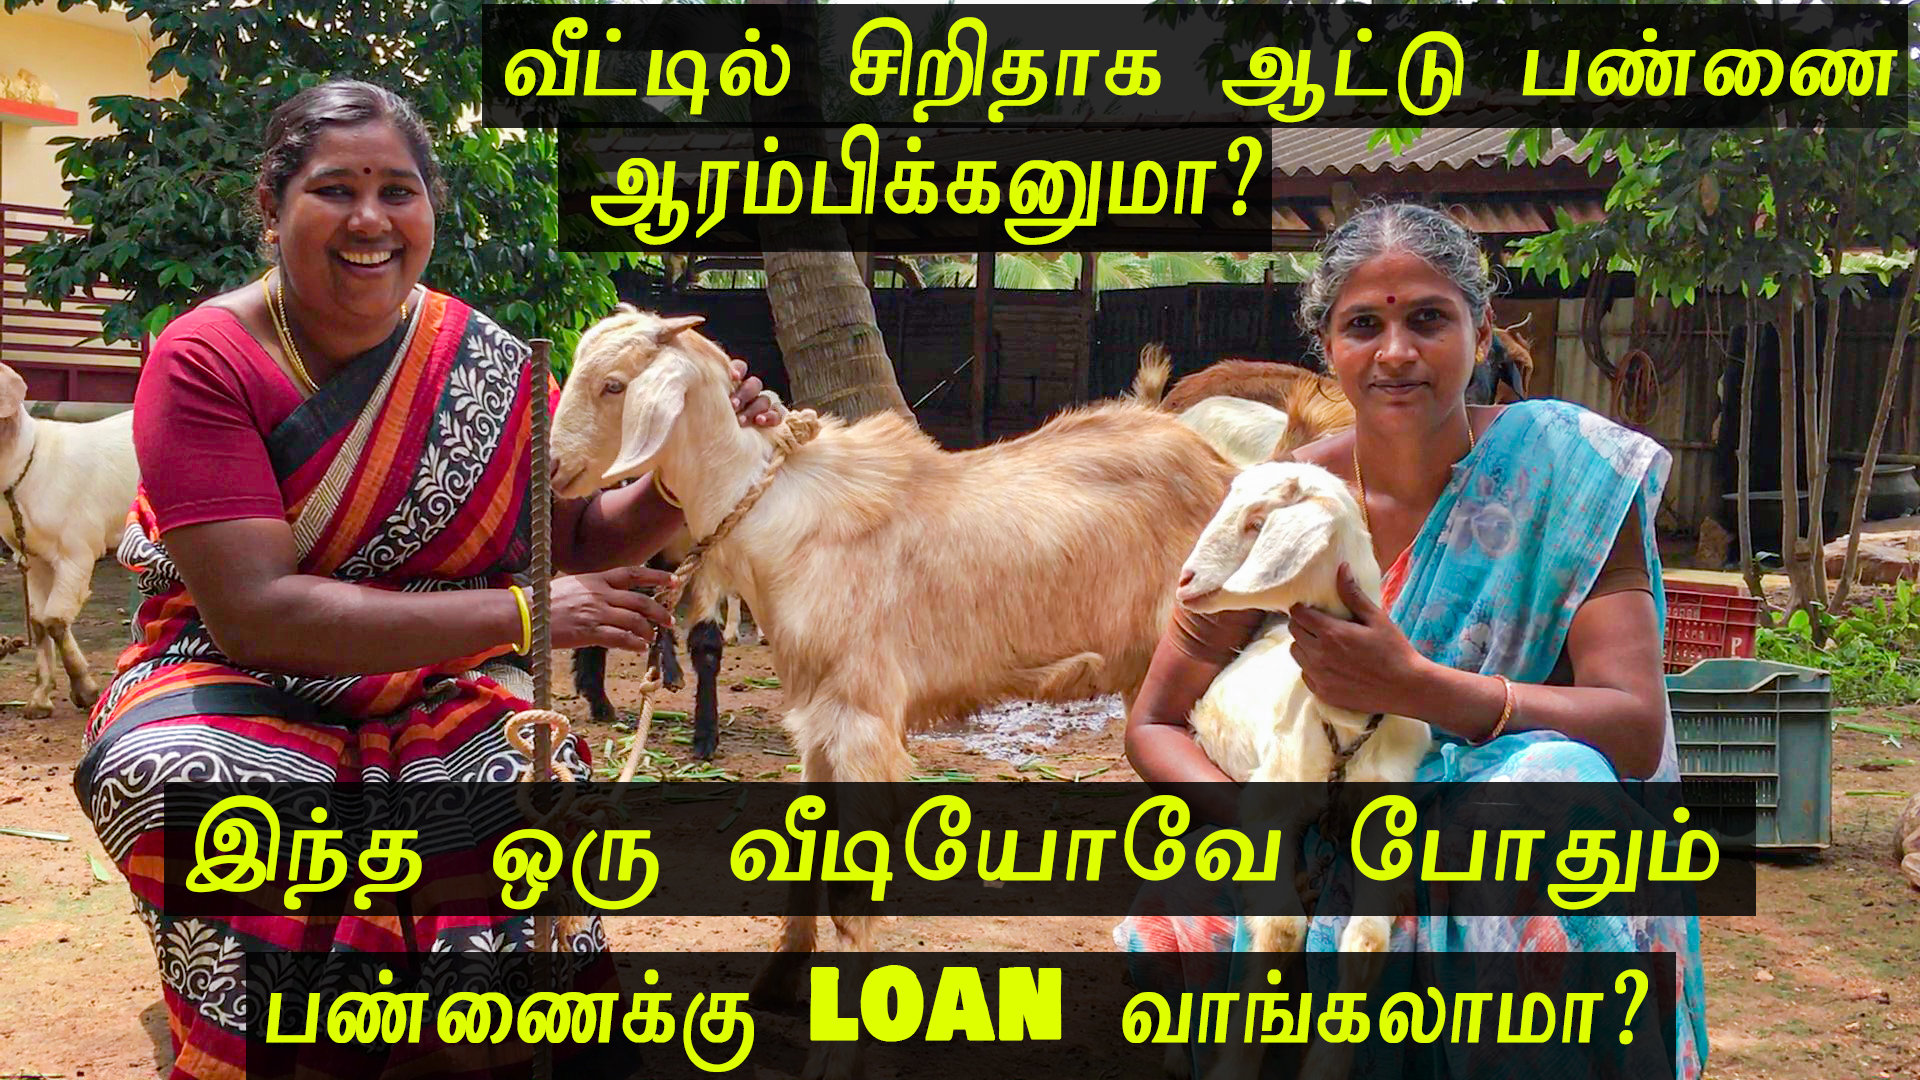 வீட்டில் சிறிதாக ஆட்டு பண்ணை
ஆரம்பிக்கனுமா?
இந்த ஒரு வீடியோவே போதும்
பண்ணைக்கு LOAN வாங்கலாமா?
P